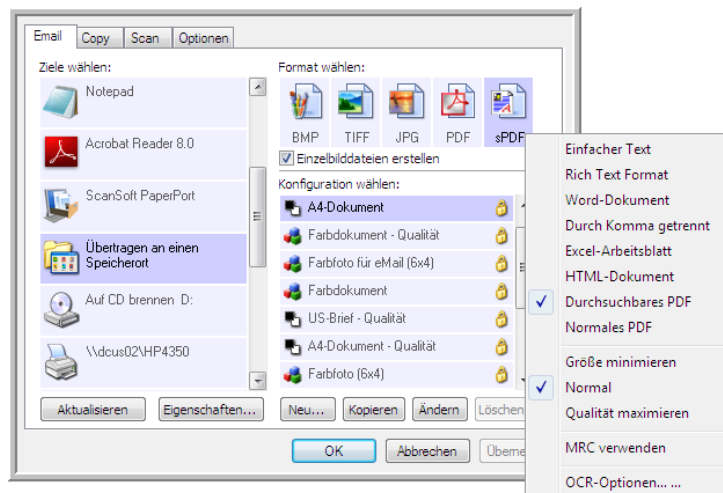 Email Copy Scan Optionen
Ziele wählen:
Notepad
Acrobat Reader 8.0
ScanSoft PaperPort
Übertragen an einen
Speicherort
Auf CD brennen D:
\\dcus02\HP4350
Aktualisieren Eigenschaften...
Format wählen:
BMP TIFF JPG PDF sPDF
Einzelbilddateien erstellen
Konfiguration wählen:
A4-Dokument
Farbdokument - Qualität
Farbfoto für eMail (6x4)
Farbdokument
US-Brief - Qualität
A4-Dokument - Qualität
Farbfoto (6x4)
Neu... Kopieren Ändern Löschen
OK Abbrechen Überne
Einfacher Text
Rich Text Format
Word-Dokument
Durch Komma getrennt
Excel-Arbeitsblatt
HTML-Dokument
Durchsuchbares PDF
Normales PDF
Größe minimieren
Normal
Qualität maximieren
MRC verwenden
OCR-Optionen... ...